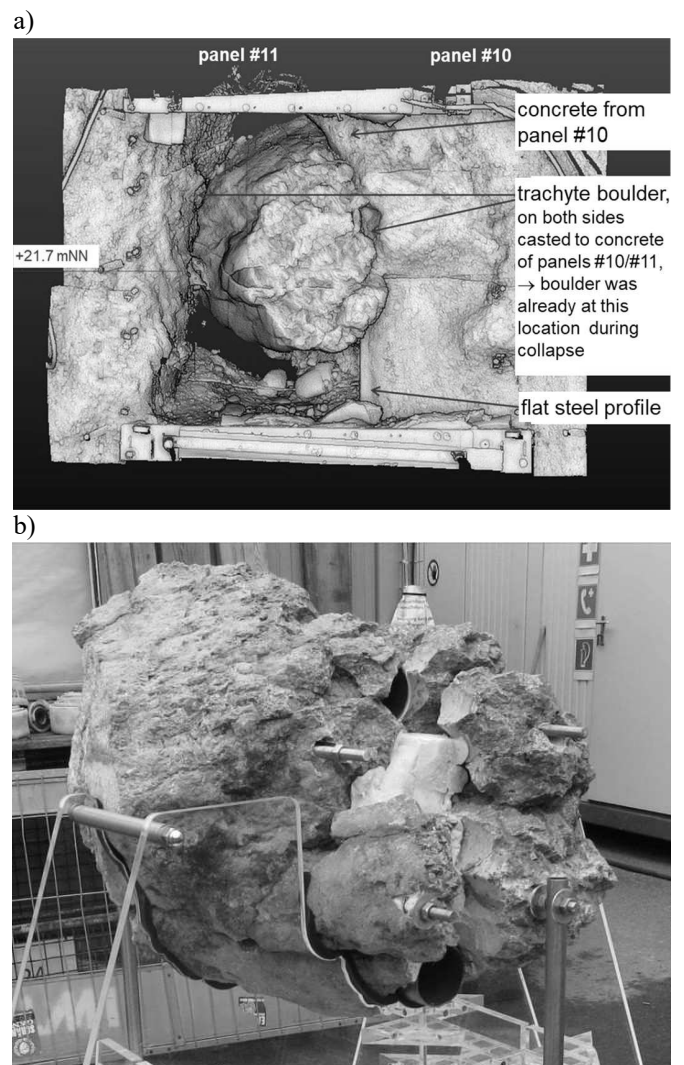 a)
panel #11
panel #10
concrete from
panel #10
trachyte boulder,
on both sides
casted to concrete
of panels #10/#11,
→ boulder was
already at this
location during
collapse
+21.7 mNN
flat steel profile
b)